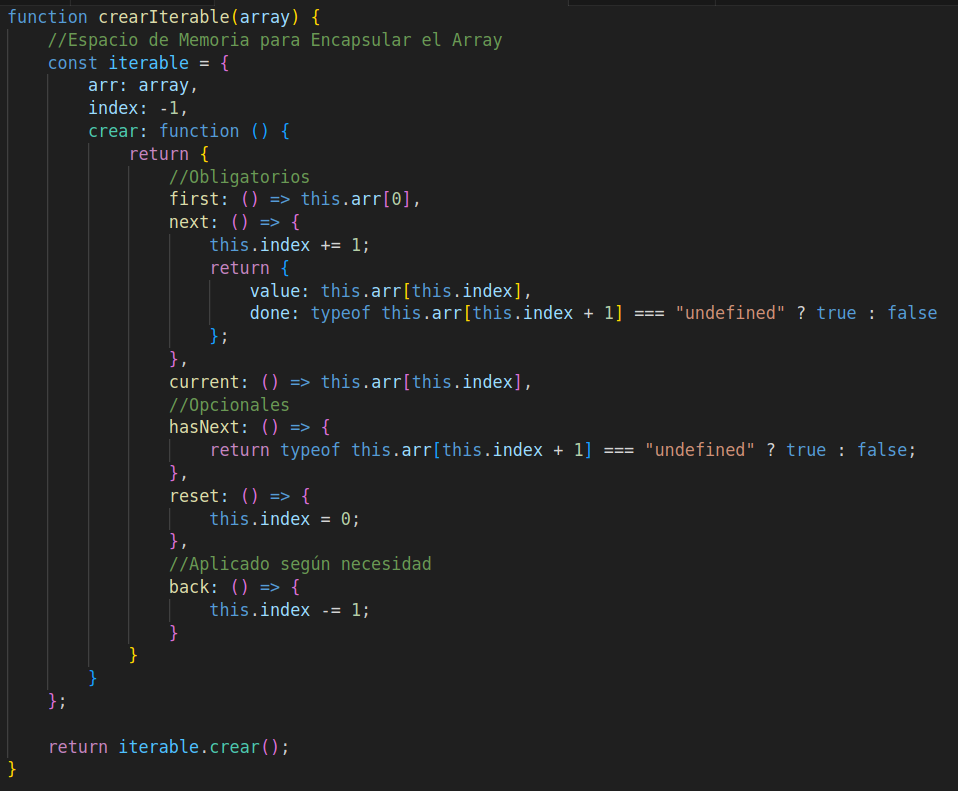 function crearIterable(array) {
    //Espacio de Memoria para Encapsular el Array
    const iterable = {
        arr: array,
        index: -1,
        crear: function () {
            return {
                //Obligatorios
                first: () => this.arr[0],
                next: () => {
                    this.index += 1;
                    return {
                        value: this.arr[this.index],
                        done: typeof this.arr[this.index + 1] === "undefined" ? true : false
                    };
                },
                current: () => this.arr[this.index],
                //Opcionales
                hasNext: () => {
                    return typeof this.arr[this.index + 1] === "undefined" ? true : false;
                },
                reset: () => {
                    this.index = 0;
                },
                //Aplicado según necesidad
                back: () => {
                    this.index -= 1;
                }
            }
        }
    };

    return iterable.crear();
}